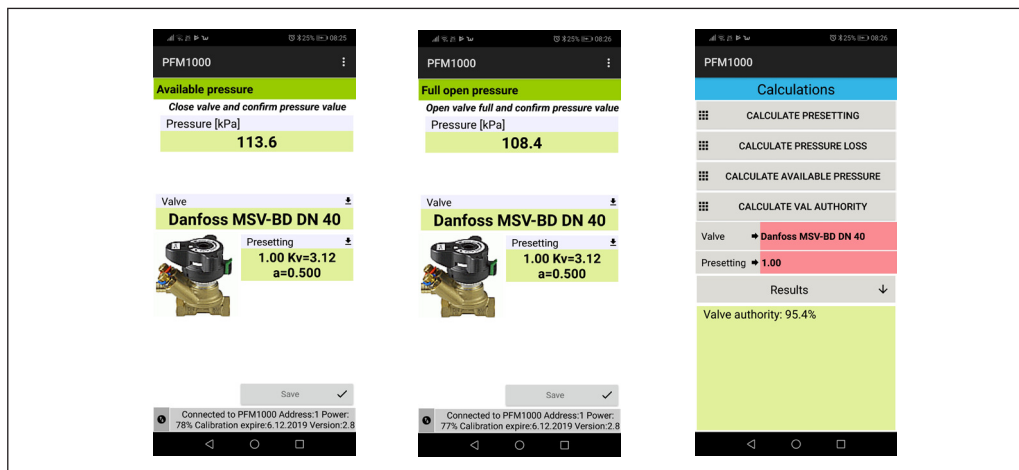 25% 08:25
PFM1000
Available pressure
Close valve and confirm pressure value
Pressure [kPa]
113.6
Valve
Danfoss MSV-BD DN 40
Presetting
1.00 Kv=3.12
a=0.500
Save
Connected to PFM1000 Address:1 Power:
78% Calibration expire:6.12.2019 Version:2.8
25% 08:26
PFM1000
Full open pressure
Open valve full and confirm pressure value
Pressure [kPa]
108.4
Valve
Danfoss MSV-BD DN 40
Presetting
1.00 Kv=3.12
a=0.500
Save
Connected to PFM1000 Address:1 Power:
77% Calibration expire:6.12.2019 Version:2.8
25% 08:26
PFM1000
Calculations
CALCULATE PRESETTING
CALCULATE PRESSURE LOSS
CALCULATE AVAILABLE PRESSURE
CALCULATE VAL AUTHORITY
Valve Danfoss MSV-BD DN 40
Presetting 1.00
Results
Valve authority: 95.4%